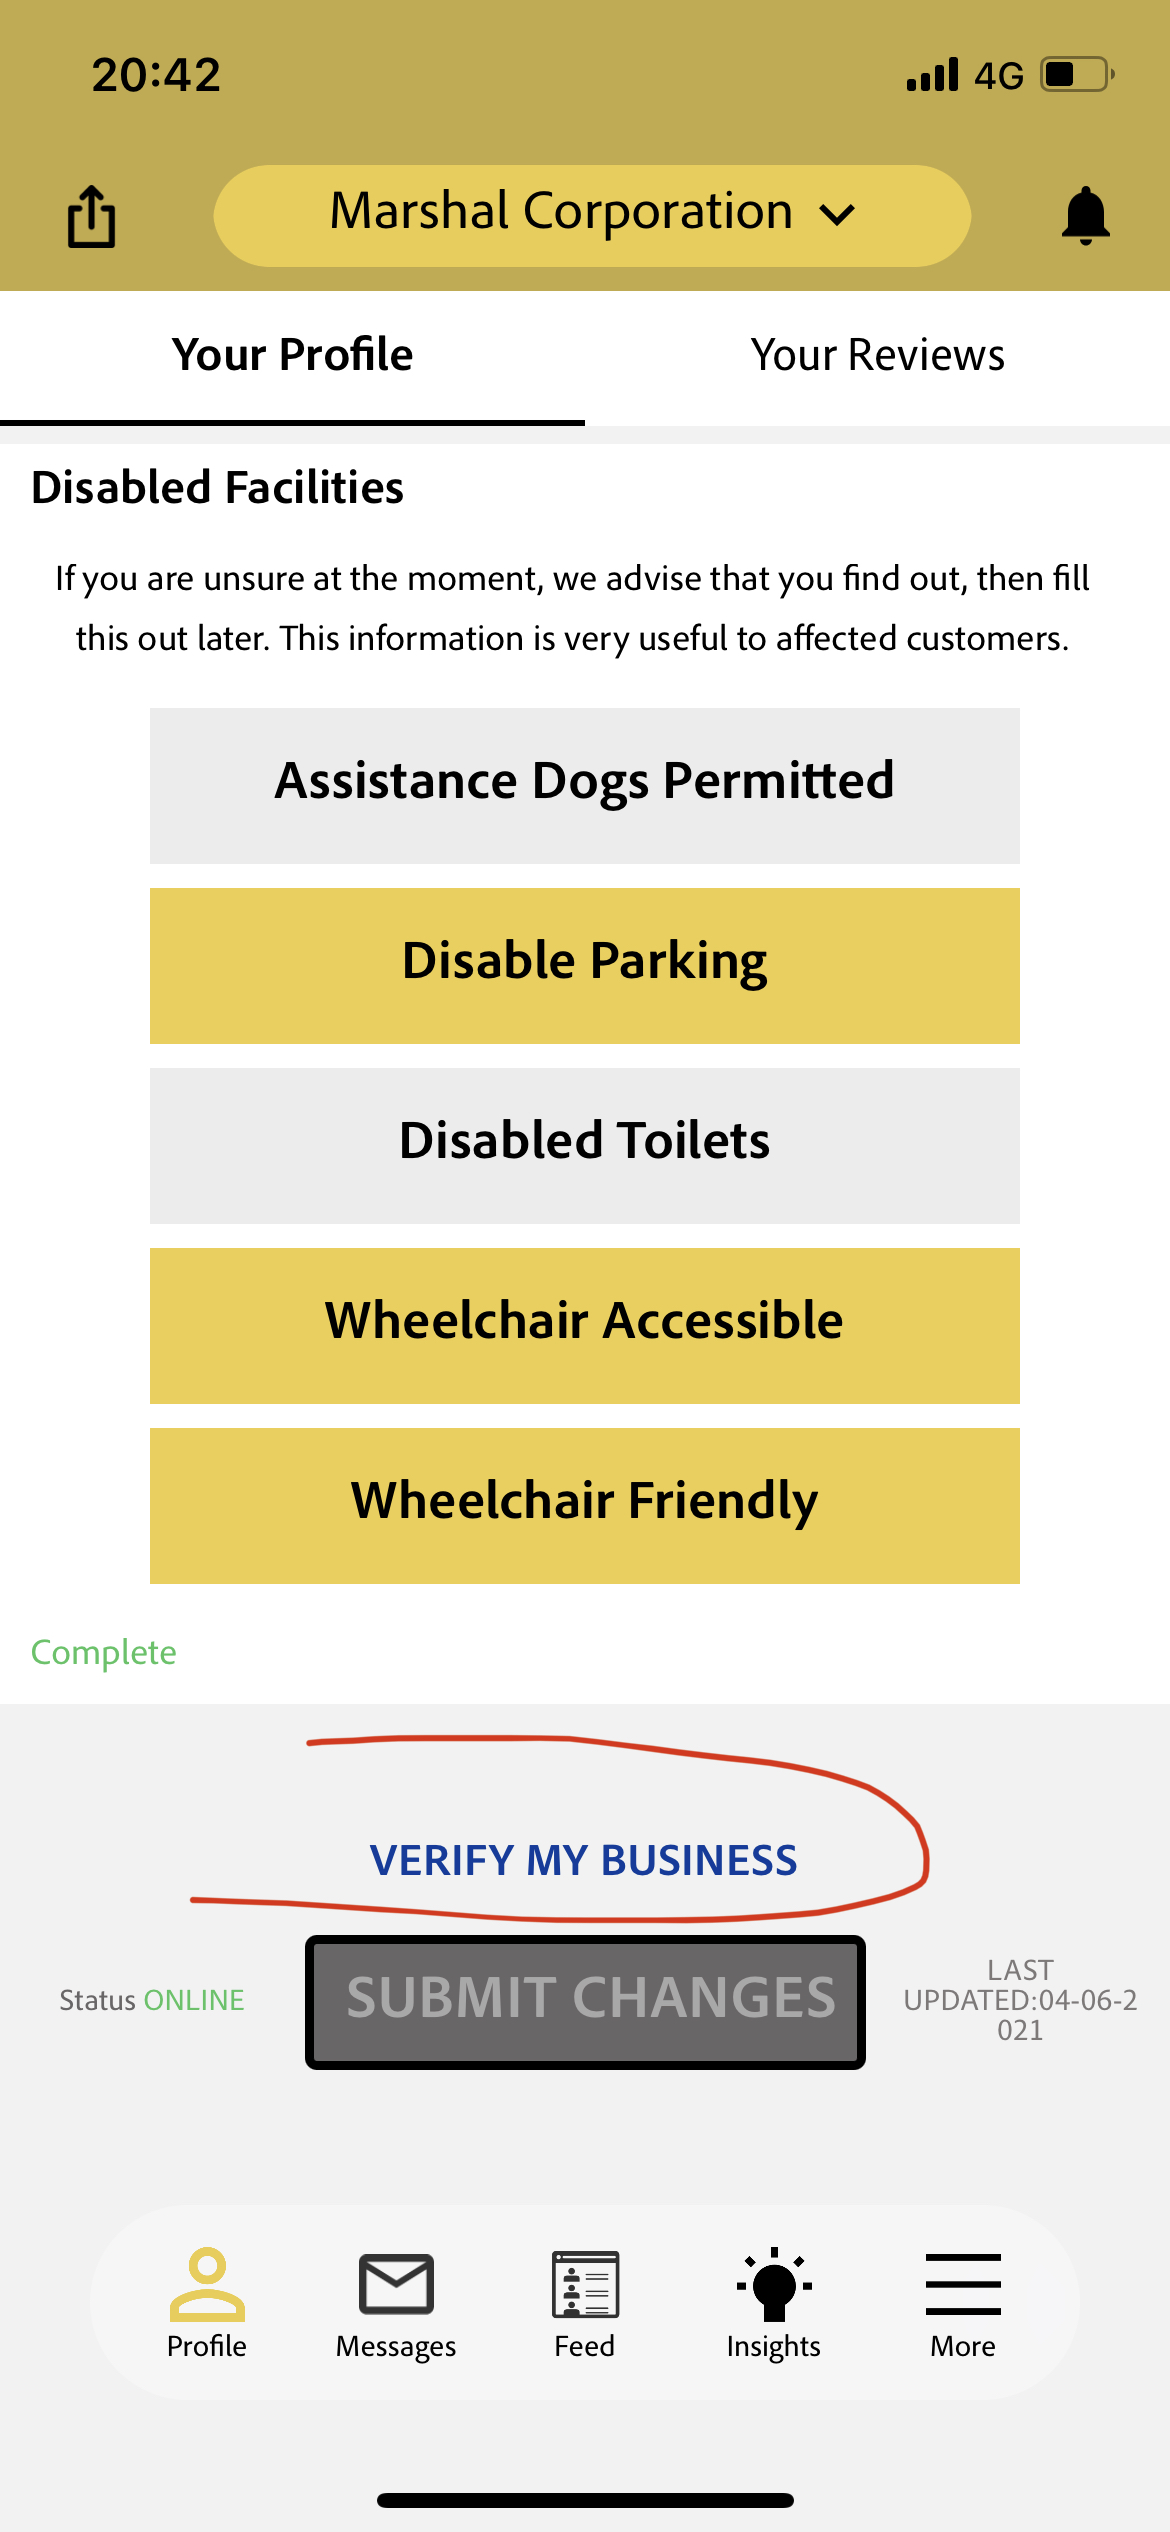 20:42
4G
Marshal Corporation
Your Profile
Your Reviews
Disabled Facilities
If you are unsure at the moment, we advise that you find out, then fill
this out later. This information is very useful to affected customers.
Assistance Dogs Permitted
Disable Parking
Disabled Toilets
Wheelchair Accessible
Wheelchair Friendly
Complete
VERIFY MY BUSINESS
Status ONLINE
SUBMIT CHANGES
LAST
UPDATED:04-06-2
021
Profile
Messages
Feed
Insights
More